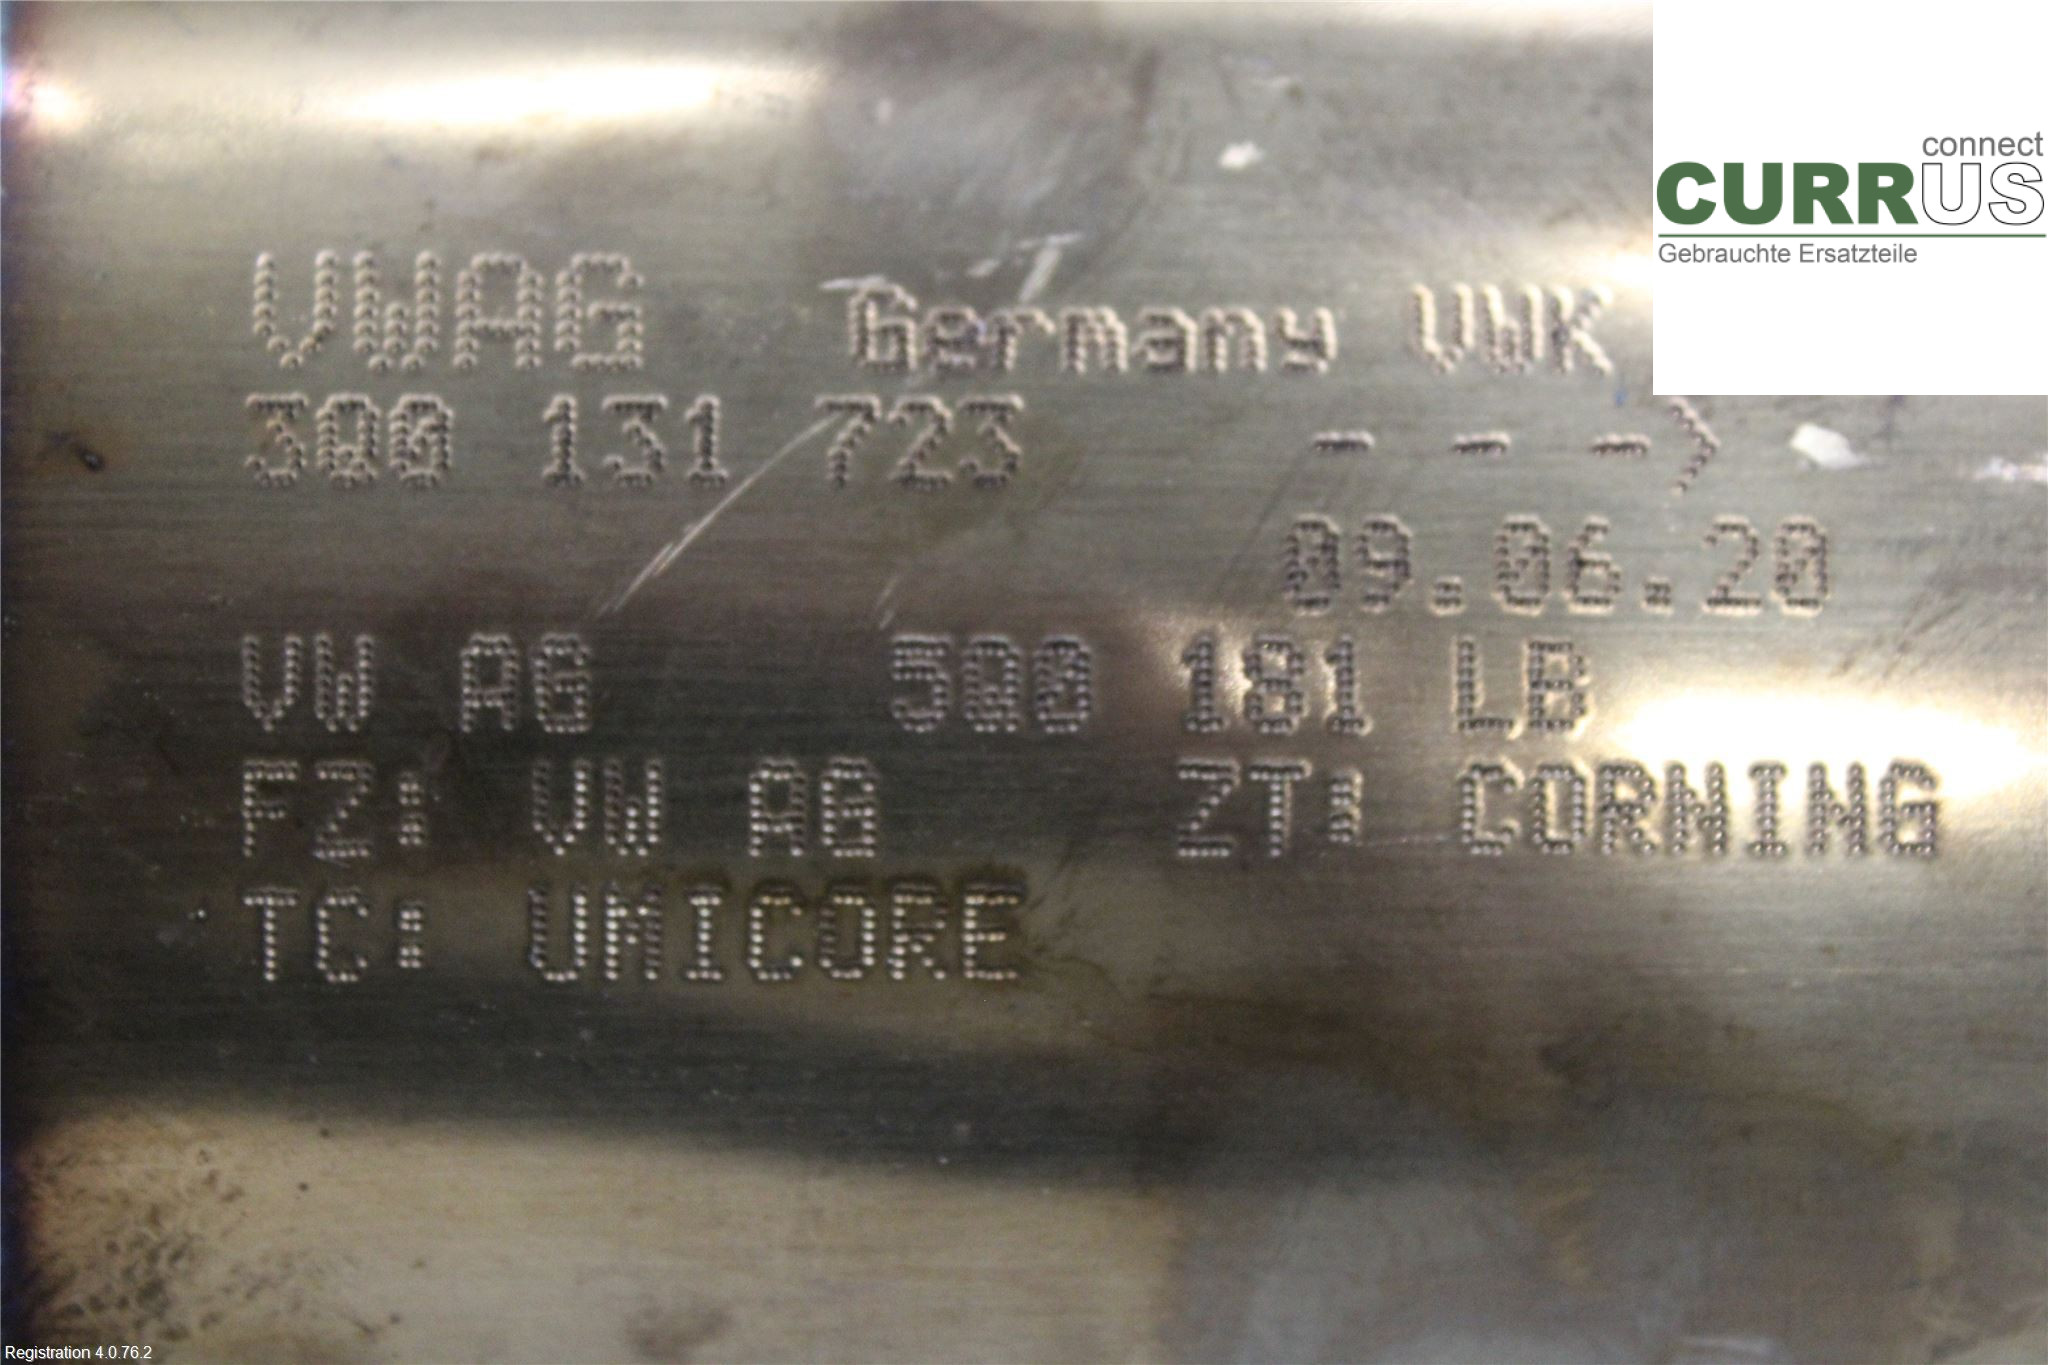 connect
CURRUS
Gebrauchte Ersatzteile
VWAG Germany VWK
3Q0 131 723 - - ->
09.06.20
VW AG 5Q0 181 LB
FZ: VW AG ZT: CORNING
TC: UMICORE
Registration 4.0.76.2